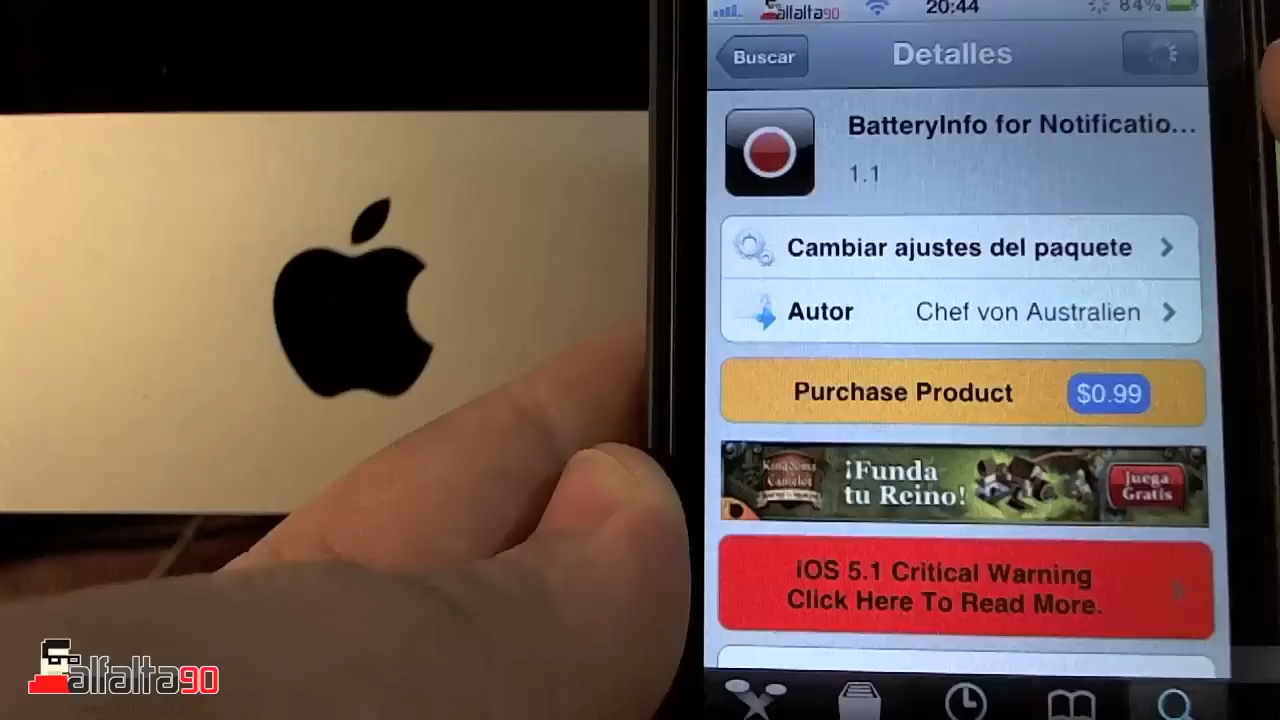 alfalta90
20:44
84%
Buscar
Detalles
BatteryInfo for Notificatio...
1.1
Cambiar ajustes del paquete
Autor
Chef von Australien
Purchase Product
$0.99
Kingdoms
Camelot
¡Funda
tu Reino!
Juega
Gratis
iOS 5.1 Critical Warning
Click Here To Read More.
alfalta90